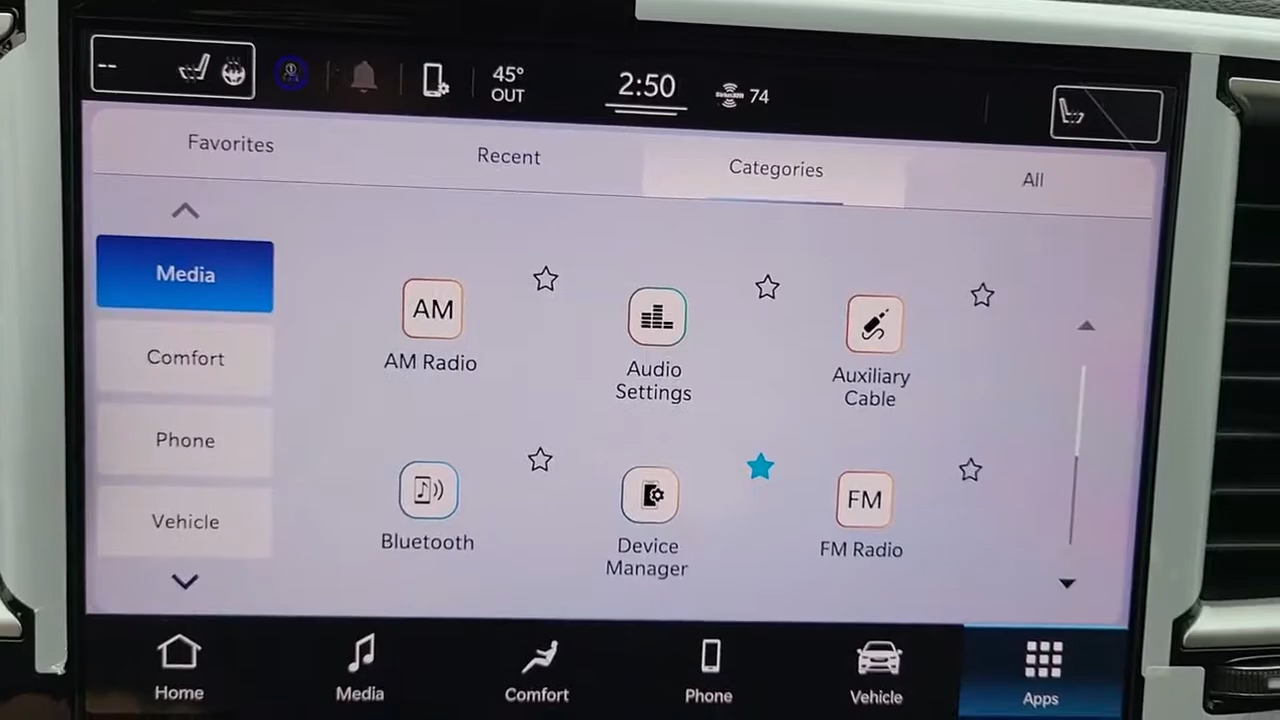 --
45°
OUT
2:50
SiriusXM
74
Favorites
Recent
Categories
All
Media
Comfort
Phone
Vehicle
AM
AM Radio
Audio
Settings
Auxiliary
Cable
Bluetooth
Device
Manager
FM
FM Radio
Home
Media
Comfort
Phone
Vehicle
Apps